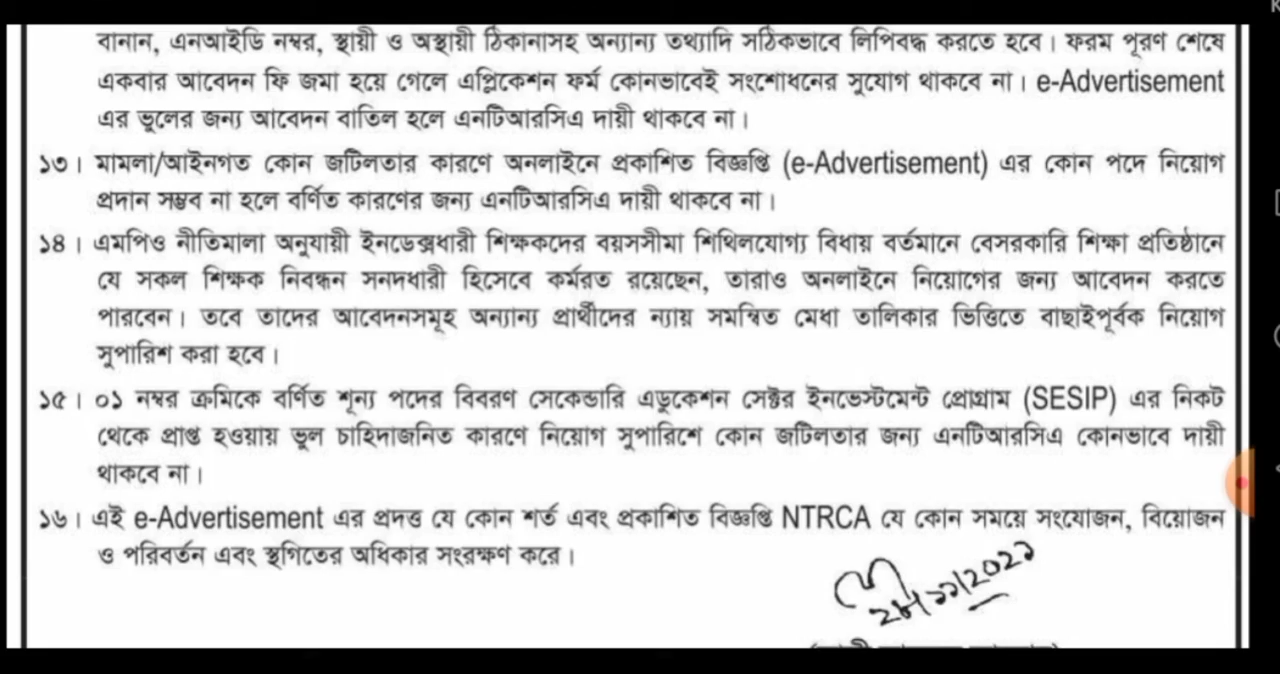 বানান, এনআইডি নম্বর, স্থায়ী ও অস্থায়ী ঠিকানাসহ অন্যান্য তথ্যাদি সঠিকভাবে লিপিবদ্ধ করতে হবে। ফরম পূরণ শেষে
একবার আবেদন ফি জমা হয়ে গেলে এপ্লিকেশন ফর্ম কোনভাবেই সংশোধনের সুযোগ থাকবে না। e-Advertisement
এর ভুলের জন্য আবেদন বাতিল হলে এনটিআরসিএ দায়ী থাকবে না।
১৩। মামলা/আইনগত কোন জটিলতার কারণে অনলাইনে প্রকাশিত বিজ্ঞপ্তি (e-Advertisement) এর কোন পদে নিয়োগ
প্রদান সম্ভব না হলে বর্ণিত কারণের জন্য এনটিআরসিএ দায়ী থাকবে না।
১৪। এমপিও নীতিমালা অনুযায়ী ইনডেক্সধারী শিক্ষকদের বয়সসীমা শিথিলযোগ্য বিধায় বর্তমানে বেসরকারি শিক্ষা প্রতিষ্ঠানে
যে সকল শিক্ষক নিবন্ধন সনদধারী হিসেবে কর্মরত রয়েছেন, তারাও অনলাইনে নিয়োগের জন্য আবেদন করতে
পারবেন। তবে তাদের আবেদনসমূহ অন্যান্য প্রার্থীদের ন্যায় সমন্বিত মেধা তালিকার ভিত্তিতে বাছাইপূর্বক নিয়োগ
সুপারিশ করা হবে।
১৫। ০১ নম্বর ক্রমিকে বর্ণিত শূন্য পদের বিবরণ সেকেন্ডারি এডুকেশন সেক্টর ইনভেস্টমেন্ট প্রোগ্রাম (SESIP) এর নিকট
থেকে প্রাপ্ত হওয়ায় ভুল চাহিদাজনিত কারণে নিয়োগ সুপারিশে কোন জটিলতার জন্য এনটিআরসিএ কোনভাবে দায়ী
থাকবে না।
১৬। এই e-Advertisement এর প্রদত্ত যে কোন শর্ত এবং প্রকাশিত বিজ্ঞপ্তি NTRCA যে কোন সময়ে সংযোজন, বিয়োজন
ও পরিবর্তন এবং স্থগিতের অধিকার সংরক্ষণ করে।